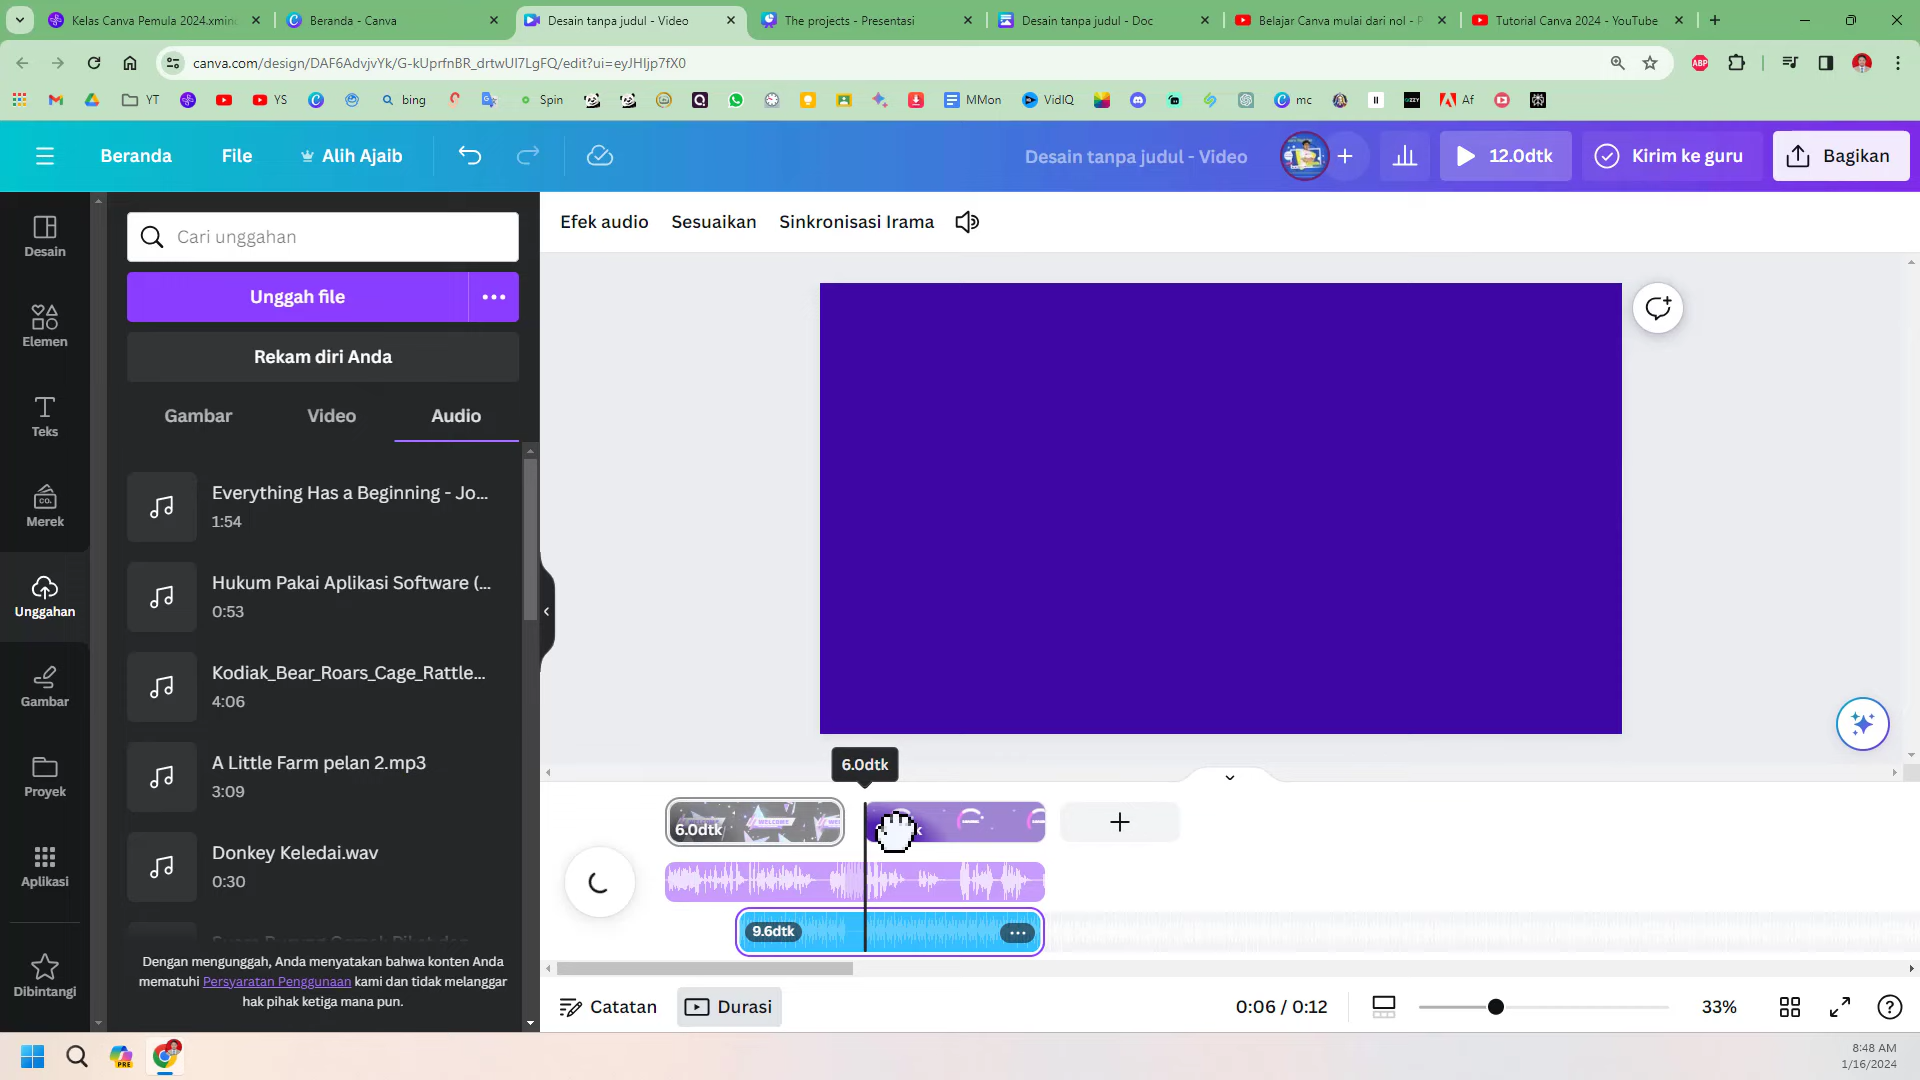 Kelas Canva Pemula 2024.xmind
Beranda - Canva
Desain tanpa judul - Video
The projects - Presentasi
Desain tanpa judul - Doc
Belajar Canva mulai dari nol - P
Tutorial Canva 2024 - YouTube
canva.com/design/DAF6AdvjvYk/G-kUprfnBR_drtwUI7LgFQ/edit?ui=eyJHIjp7fX0
ABP
YT
YS
bing
Spin
MMon
VidIQ
mc
Af
Beranda
File
Alih Ajaib
Desain tanpa judul - Video
12.0dtk
Kirim ke guru
Bagikan
Desain
Elemen
Teks
Merek
Unggahan
Gambar
Proyek
Aplikasi
Dibintangi
Cari unggahan
Unggah file
Rekam diri Anda
Gambar
Video
Audio
Everything Has a Beginning - Jo...
1:54
Hukum Pakai Aplikasi Software (...
0:53
Kodiak_Bear_Roars_Cage_Rattle...
4:06
A Little Farm pelan 2.mp3
3:09
Donkey Keledai.wav
0:30
Dengan mengunggah, Anda menyatakan bahwa konten Anda
mematuhi Persyaratan Penggunaan kami dan tidak melanggar
hak pihak ketiga mana pun.
Efek audio
Sesuaikan
Sinkronisasi Irama
6.0dtk
6.0dtk
WELCOME
9.6dtk
Catatan
Durasi
0:06 / 0:12
33%
8:48 AM
1/16/2024